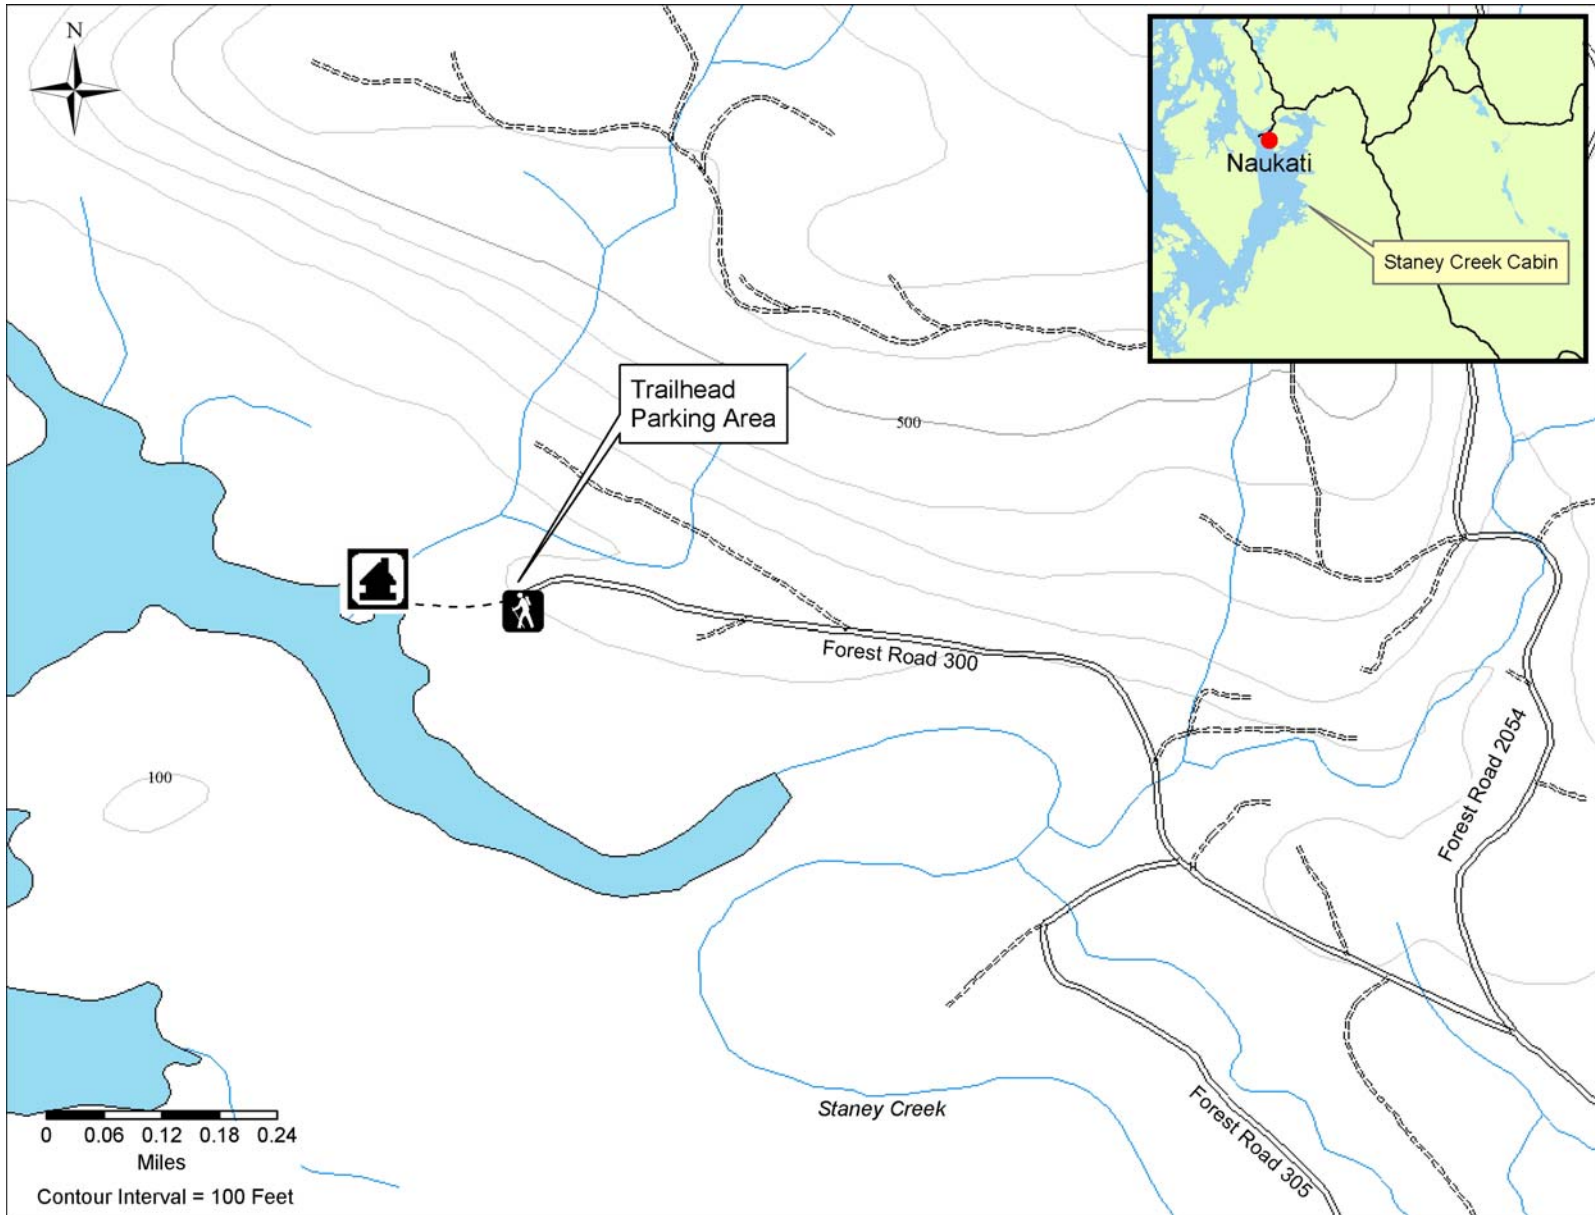 N
Naukati
Staney Creek Cabin
Trailhead
Parking Area
500
Forest Road 300
Forest Road 2054
100
Staney Creek
Forest Road 305
0 0.06 0.12 0.18 0.24
Miles
Contour Interval = 100 Feet